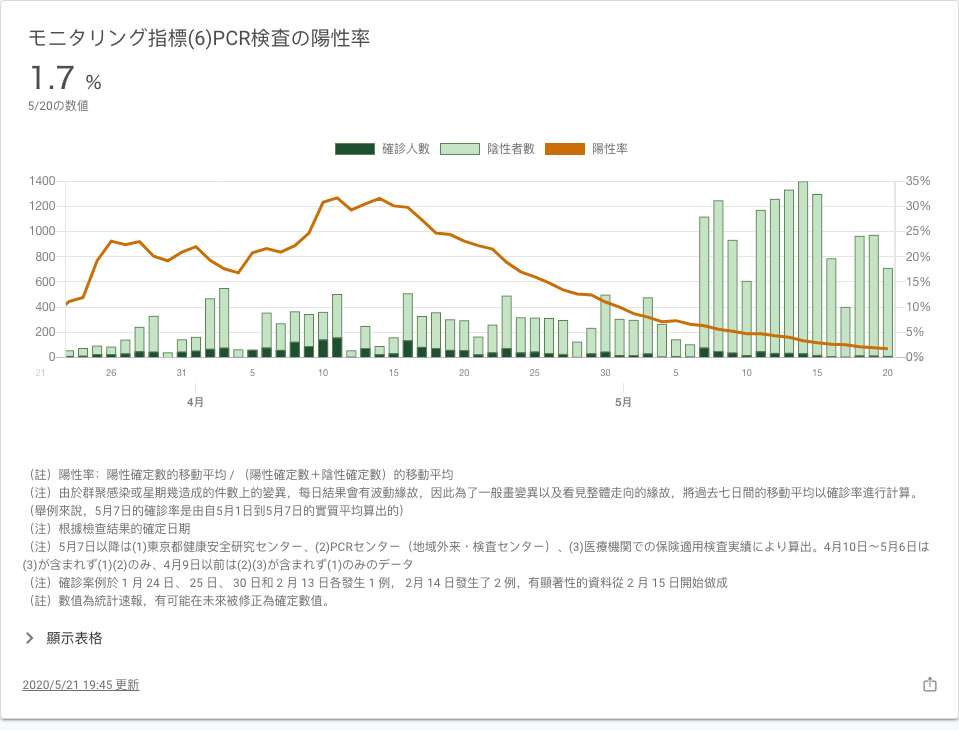 モニタリング指標(6)PCR検査の陽性率
1.7 %
5/20の数値
確診人数 陰性者數 陽性率
1400 35%
1200 30%
1000 25%
800 20%
600 15%
400 10%
200 5%
0 0%
21 26 31 5 10 15 20 25 30 5 10 15 20
4月 5月
（註）陽性率：陽性確定數的移動平均 / （陽性確定數＋陰性確定數）的移動平均
（注）由於群聚感染或星期幾造成的件數上的變異，每日結果會有波動緣故，因此為了一般畫變異以及看見整體走向的緣故，將過去七日間的移動平均以確診率進行計算。
（舉例來說，5月7日的確診率是由自5月1日到5月7日的實質平均算出的）
（注）根據檢查結果的確定日期
（注）5月7日以降は(1)東京都健康安全研究センター、(2)PCRセンター（地域外来・検査センター）、(3)医療機関での保険適用検査実績により算出。4月10日～5月6日は
(3)が含まれず(1)(2)のみ、4月9日以前は(2)(3)が含まれず(1)のみのデータ
（注）確診案例於 1 月 24 日、 25 日、 30 日和 2 月 13 日各發生 1 例， 2月 14 日發生了 2 例，有顯著性的資料從 2 月 15 日開始做成
（註）數值為統計速報，有可能在未來被修正為確定數值。
顯示表格
2020/5/21 19:45 更新